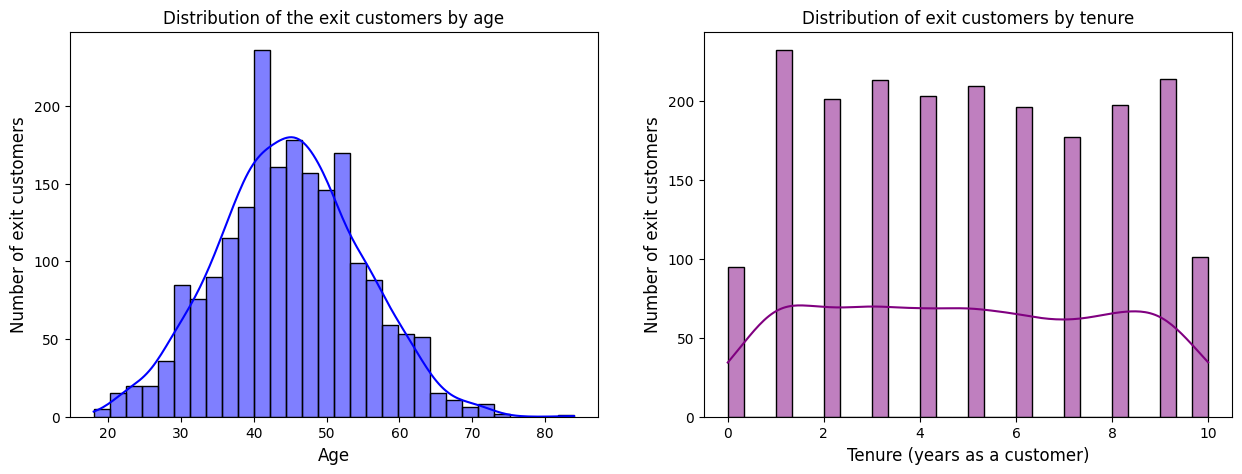 Distribution of the exit customers by age
Number of exit customers
200
150
100
50
0
20 30 40 50 60 70 80
Age
Distribution of exit customers by tenure
Number of exit customers
200
150
100
50
0
0 2 4 6 8 10
Tenure (years as a customer)